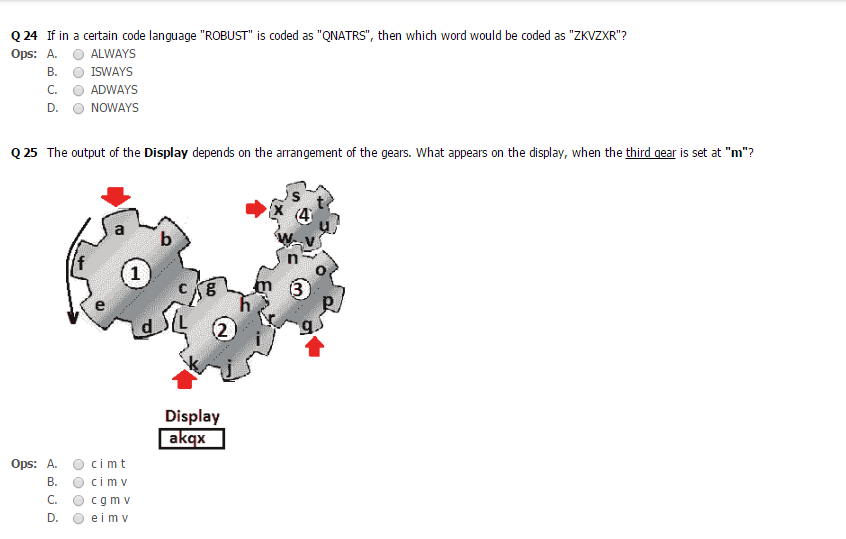 Q 24 If in a certain code language "ROBUST" is coded as "QNATRS", then which word would be coded as "ZKVZXR"?
Ops: A. ALWAYS
B. ISWAYS
C. ADWAYS
D. NOWAYS
Q 25 The output of the Display depends on the arrangement of the gears. What appears on the display, when the third gear is set at "m"?
s
t
x
4
u
w
v
a
b
f
1
c
e
d
g
h
L
2
i
k
j
n
o
m
3
p
r
q
Display
akqx
Ops: A. c i m t
B. c i m v
C. c g m v
D. e i m v